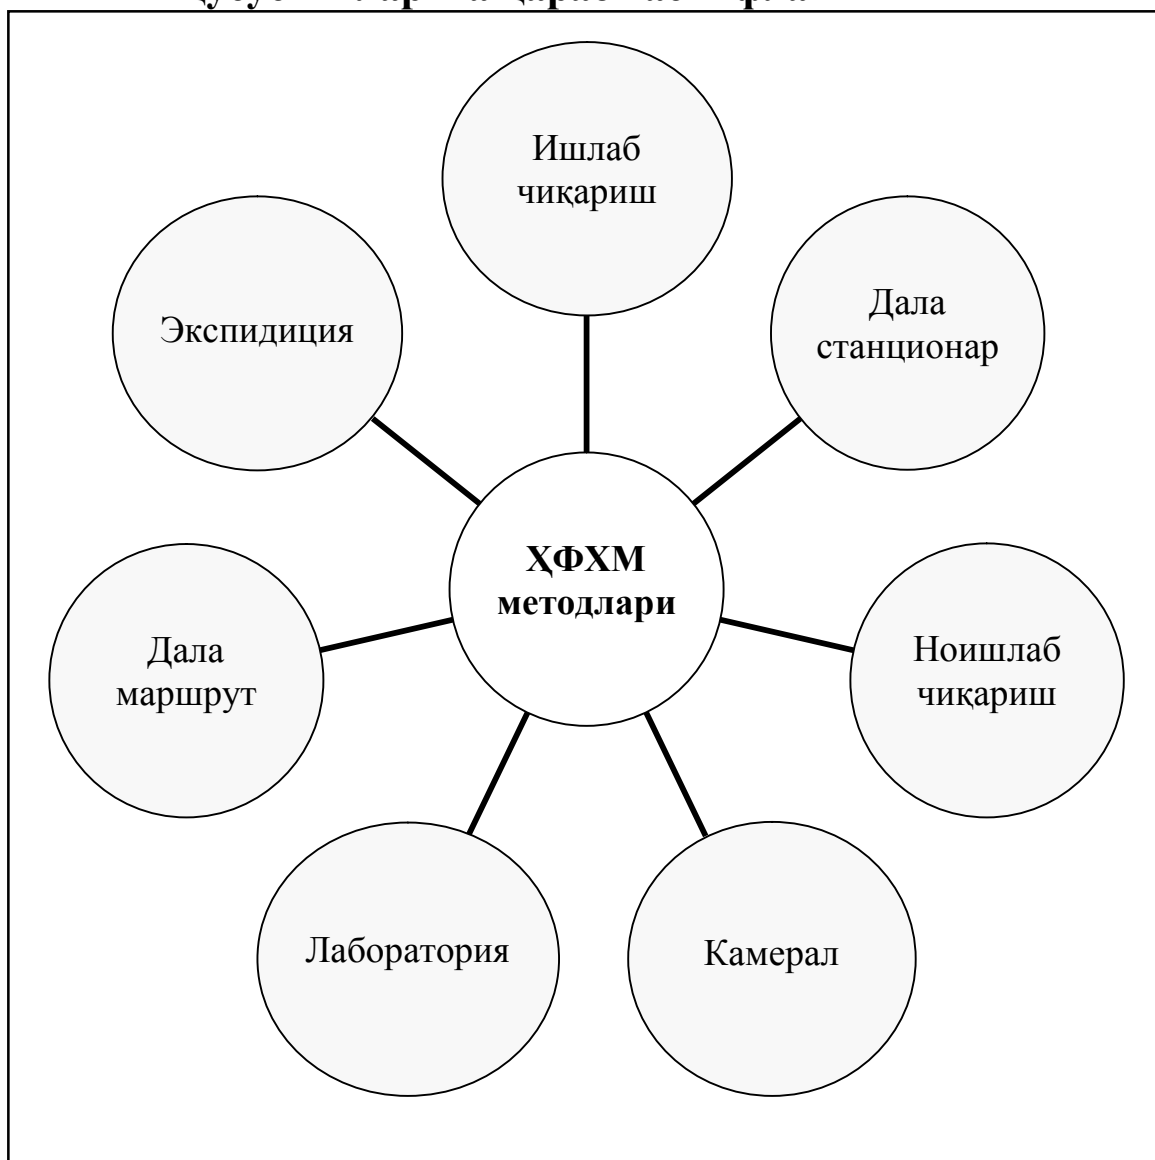 Ишлаб
чиқариш
Экспидиция
Дала
станционар
ҲФХМ
методлари
Дала
маршрут
Ноишлаб
чиқариш
Лаборатория
Камерал